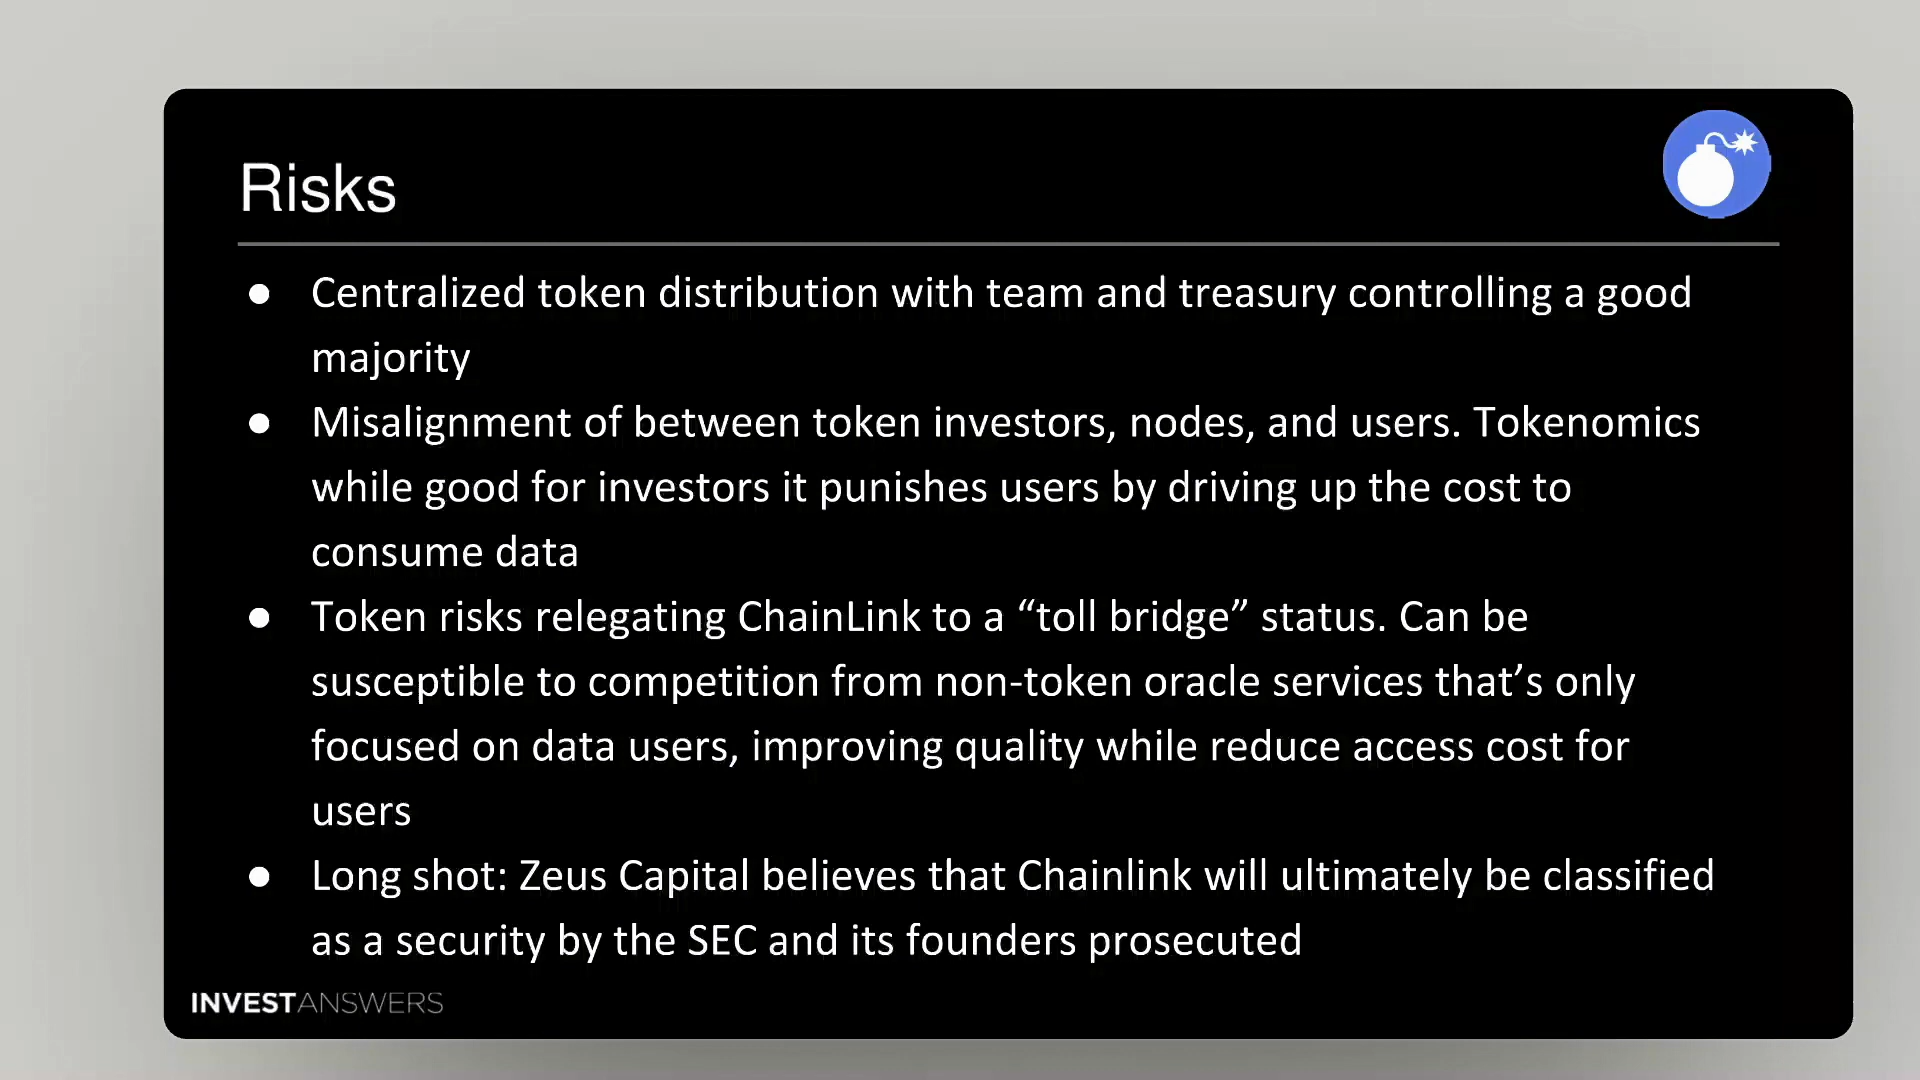 Risks
● Centralized token distribution with team and treasury controlling a good
majority
● Misalignment of between token investors, nodes, and users. Tokenomics
while good for investors it punishes users by driving up the cost to
consume data
● Token risks relegating ChainLink to a “toll bridge” status. Can be
susceptible to competition from non-token oracle services that’s only
focused on data users, improving quality while reduce access cost for
users
● Long shot: Zeus Capital believes that Chainlink will ultimately be classified
as a security by the SEC and its founders prosecuted
INVESTANSWERS